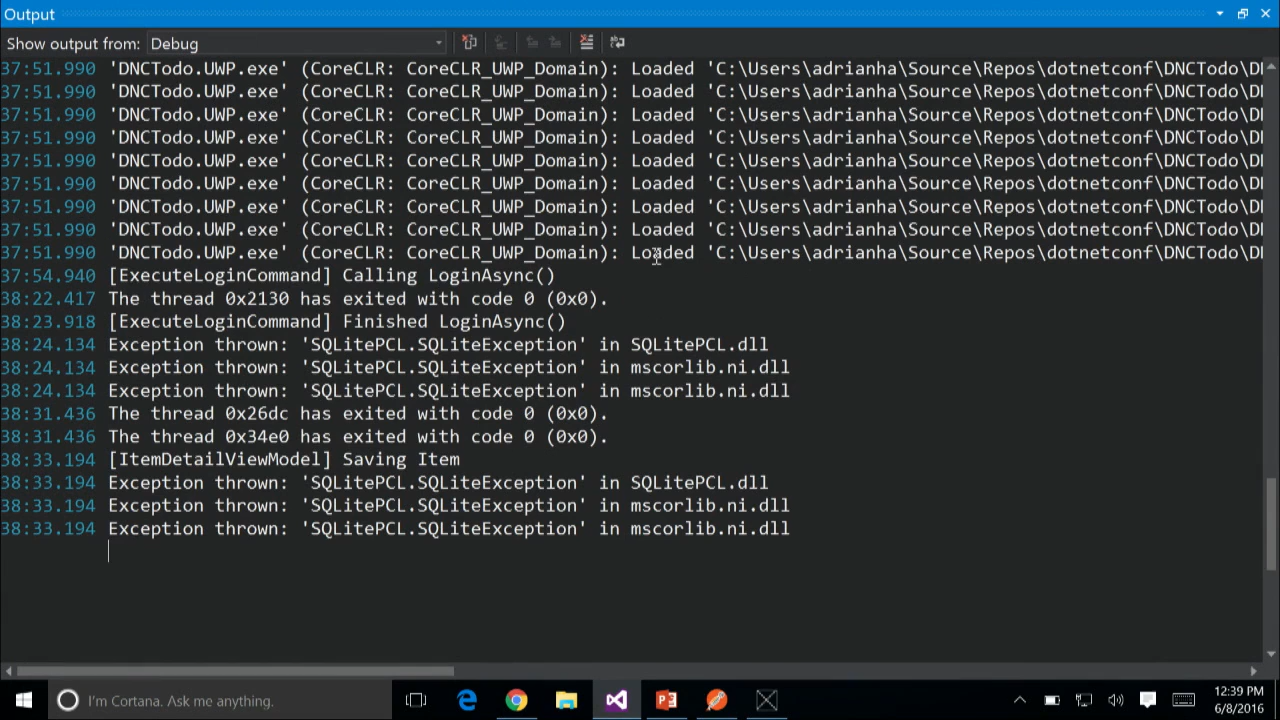 Output
Show output from: Debug
37:51.990 'DNCTodo.UWP.exe' (CoreCLR: CoreCLR_UWP_Domain): Loaded 'C:\Users\adrianha\Source\Repos\dotnetconf\DNCTodo\
37:51.990 'DNCTodo.UWP.exe' (CoreCLR: CoreCLR_UWP_Domain): Loaded 'C:\Users\adrianha\Source\Repos\dotnetconf\DNCTodo\
37:51.990 'DNCTodo.UWP.exe' (CoreCLR: CoreCLR_UWP_Domain): Loaded 'C:\Users\adrianha\Source\Repos\dotnetconf\DNCTodo\
37:51.990 'DNCTodo.UWP.exe' (CoreCLR: CoreCLR_UWP_Domain): Loaded 'C:\Users\adrianha\Source\Repos\dotnetconf\DNCTodo\
37:51.990 'DNCTodo.UWP.exe' (CoreCLR: CoreCLR_UWP_Domain): Loaded 'C:\Users\adrianha\Source\Repos\dotnetconf\DNCTodo\
37:51.990 'DNCTodo.UWP.exe' (CoreCLR: CoreCLR_UWP_Domain): Loaded 'C:\Users\adrianha\Source\Repos\dotnetconf\DNCTodo\
37:51.990 'DNCTodo.UWP.exe' (CoreCLR: CoreCLR_UWP_Domain): Loaded 'C:\Users\adrianha\Source\Repos\dotnetconf\DNCTodo\
37:51.990 'DNCTodo.UWP.exe' (CoreCLR: CoreCLR_UWP_Domain): Loaded 'C:\Users\adrianha\Source\Repos\dotnetconf\DNCTodo\
37:51.990 'DNCTodo.UWP.exe' (CoreCLR: CoreCLR_UWP_Domain): Loaded 'C:\Users\adrianha\Source\Repos\dotnetconf\DNCTodo\
37:54.940 [ExecuteLoginCommand] Calling LoginAsync()
38:22.417 The thread 0x2130 has exited with code 0 (0x0).
38:23.918 [ExecuteLoginCommand] Finished LoginAsync()
38:24.134 Exception thrown: 'SQLitePCL.SQLiteException' in SQLitePCL.dll
38:24.134 Exception thrown: 'SQLitePCL.SQLiteException' in mscorlib.ni.dll
38:24.134 Exception thrown: 'SQLitePCL.SQLiteException' in mscorlib.ni.dll
38:31.436 The thread 0x26dc has exited with code 0 (0x0).
38:31.436 The thread 0x34e0 has exited with code 0 (0x0).
38:33.194 [ItemDetailViewModel] Saving Item
38:33.194 Exception thrown: 'SQLitePCL.SQLiteException' in SQLitePCL.dll
38:33.194 Exception thrown: 'SQLitePCL.SQLiteException' in mscorlib.ni.dll
38:33.194 Exception thrown: 'SQLitePCL.SQLiteException' in mscorlib.ni.dll
I'm Cortana. Ask me anything.
12:39 PM
6/8/2016